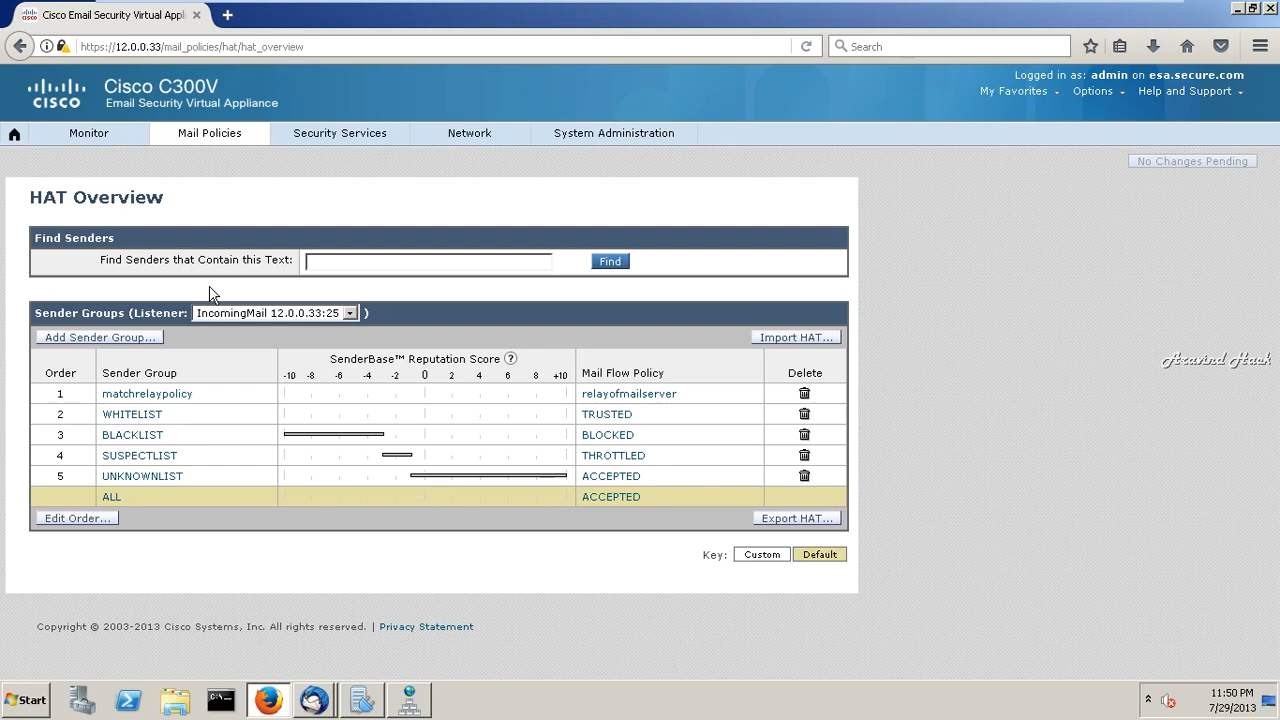 Cisco Email Security Virtual Appli
https://12.0.0.33/mail_policies/hat/hat_overview
Search
Logged in as: admin on esa.secure.com
My Favorites Options Help and Support
cisco
Cisco C300V
Email Security Virtual Appliance
Monitor Mail Policies Security Services Network System Administration
No Changes Pending
HAT Overview
Find Senders
Find Senders that Contain this Text: Find
Sender Groups (Listener: IncomingMail 12.0.0.33:25 )
Add Sender Group... Import HAT...
SenderBase™ Reputation Score ?
Order Sender Group -10 -8 -6 -4 -2 0 2 4 6 8 +10 Mail Flow Policy Delete
1 matchrelaypolicy relayofmailserver
2 WHITELIST TRUSTED
3 BLACKLIST BLOCKED
4 SUSPECTLIST THROTTLED
5 UNKNOWNLIST ACCEPTED
ALL ACCEPTED
Edit Order... Export HAT...
Key: Custom Default
Copyright © 2003-2013 Cisco Systems, Inc. All rights reserved. | Privacy Statement
Aravind Hack
Start
11:50 PM
7/29/2013